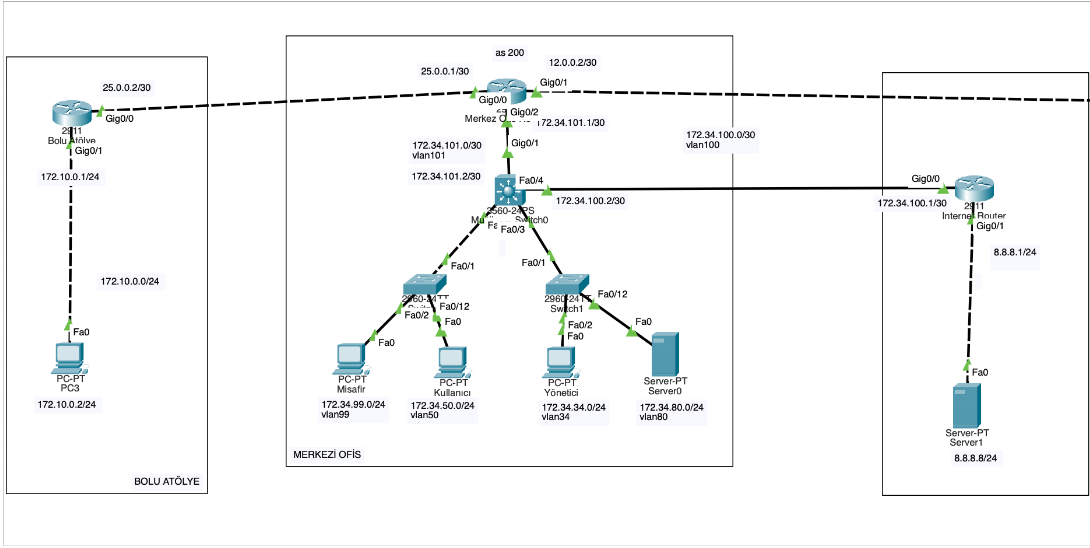 as 200
25.0.0.1/30
12.0.0.2/30
Gig0/0
Gig0/1
Gig0/2
Merkez
172.34.101.1/30
25.0.0.2/30
Gig0/0
2911
Bolu Atölye
Gig0/1
172.10.0.1/24
172.10.0.0/24
Fa0
PC-PT
PC3
172.10.0.2/24
BOLU ATÖLYE
172.34.101.0/30
vlan101
Gig0/1
172.34.101.2/30
Fa0/4
172.34.100.0/30
vlan100
172.34.100.2/30
Fa0/3
Fa0/1
Fa0/1
Fa0/2
Fa0/12
Fa0
Fa0
2960-24TT
Switch1
Fa0/12
Fa0/2
Fa0
Fa0
PC-PT
Misafir
172.34.99.0/24
vlan99
PC-PT
Kullanıcı
172.34.50.0/24
vlan50
PC-PT
Yönetici
172.34.34.0/24
vlan34
Server-PT
Server0
172.34.80.0/24
vlan80
MERKEZİ OFİS
Gig0/0
172.34.100.1/30
2911
Internet Router
Gig0/1
8.8.8.1/24
Fa0
Server-PT
Server1
8.8.8.8/24